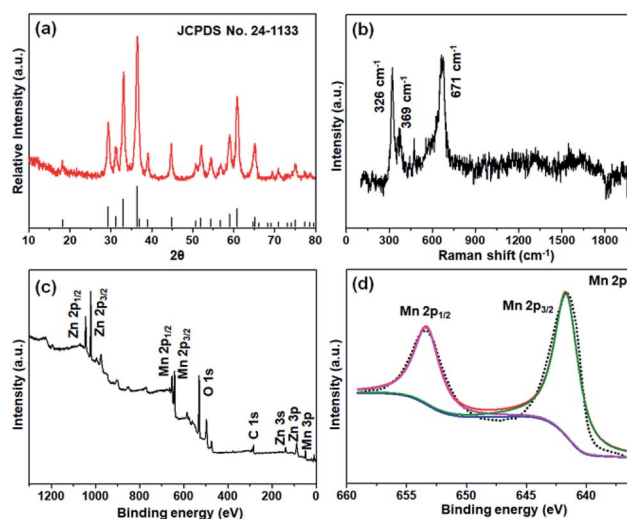 (a)
JCPDS No. 24-1133
Relative Intensity (a.u.)
10 20 30 40 50 60 70 80
2θ
(b)
326 cm-1
369 cm-1
671 cm-1
Intensity (a.u.)
0 300 600 900 1200 1500 1800
Raman shift (cm-1)
(c)
Zn 2p1/2
Zn 2p3/2
Mn 2p1/2
Mn 2p3/2
O 1s
C 1s
Zn 3s
Zn 3p
Mn 3p
Intensity (a.u.)
1200 1000 800 600 400 200 0
Binding energy (eV)
(d)
Mn 2p
Mn 2p1/2
Mn 2p3/2
Intensity (a.u.)
660 655 650 645 640
Binding energy (eV)